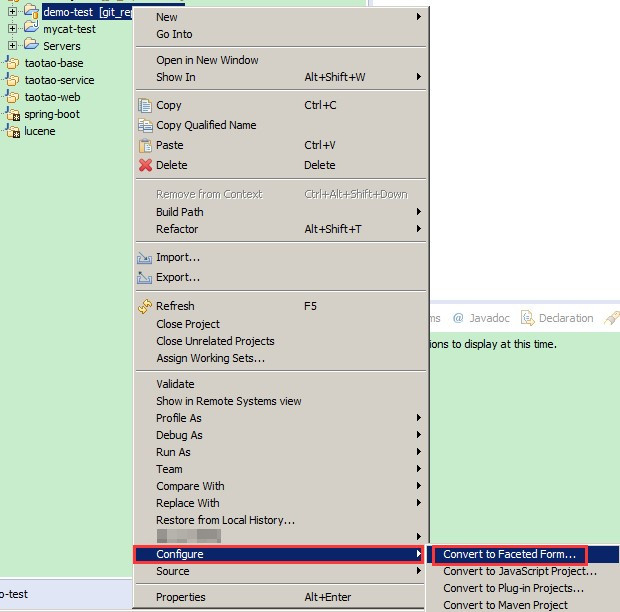 demo-test [git_rep
mycat-test
Servers
taotao-base
taotao-service
taotao-web
spring-boot
lucene
New
Go Into
Open in New Window
Show In Alt+Shift+W
Copy Ctrl+C
Copy Qualified Name
Paste Ctrl+V
Delete Delete
Remove from Context Ctrl+Alt+Shift+Down
Build Path
Refactor Alt+Shift+T
Import...
Export...
Refresh F5
Close Project
Close Unrelated Projects
Assign Working Sets...
Validate
Show in Remote Systems view
Profile As
Debug As
Run As
Team
Compare With
Replace With
Restore from Local History...
Configure
Source
Properties Alt+Enter
ms @ Javadoc Declaration
ions to display at this time.
Convert to Faceted Form...
Convert to JavaScript Project...
Convert to Plug-in Projects...
Convert to Maven Project
o-test